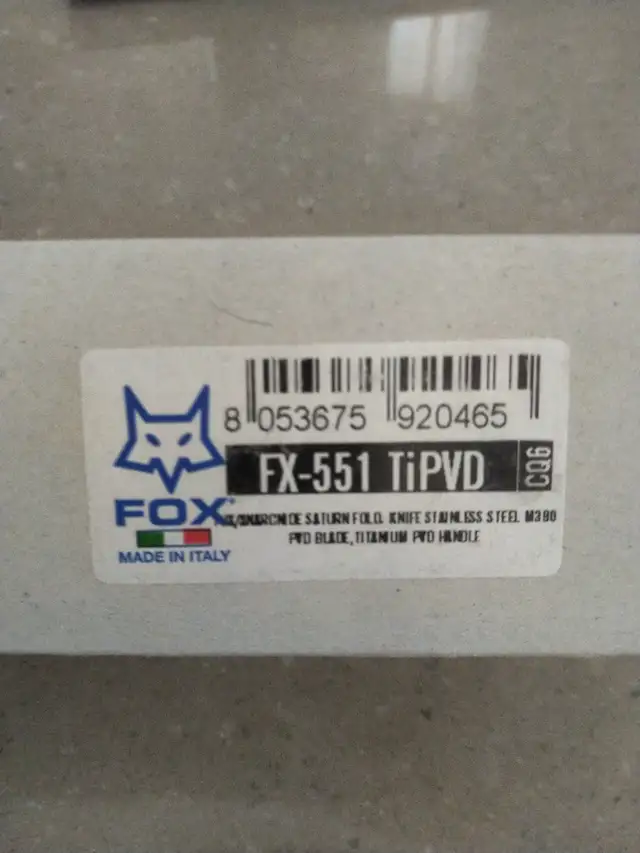 8 053675 920465
FX-551 TiPVD
CQ6
FOX
SATURN FOLD. KNIFE STAINLESS STEEL M390
PVD BLADE, TITANIUM PVD HANDLE
MADE IN ITALY